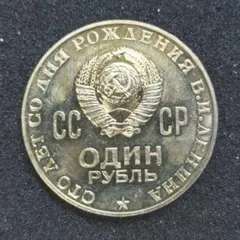 СТО ЛЕТ СО ДНЯ РОЖДЕНИЯ В.И.ЛЕНИНА
СС СР
ОДИН
РУБЛЬ